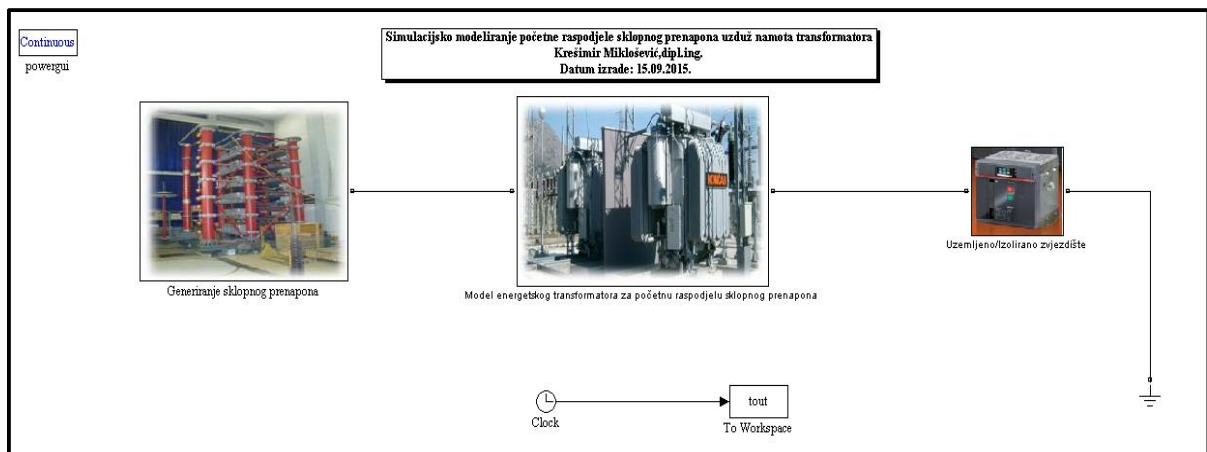 Continuous
powergui
Simulacijsko modeliranje početne raspodjele sklopnog prenapona uzduž namota transformatora
Krešimir Miklošević,dipl.ing.
Datum izrade: 15.09.2015.
KONČAR
Generiranje sklopnog prenapona
Model energetskog transformatora za početnu raspodjelu sklopnog prenapona
Uzemljeno/Izolirano zvjezdište
Clock
tout
To Workspace